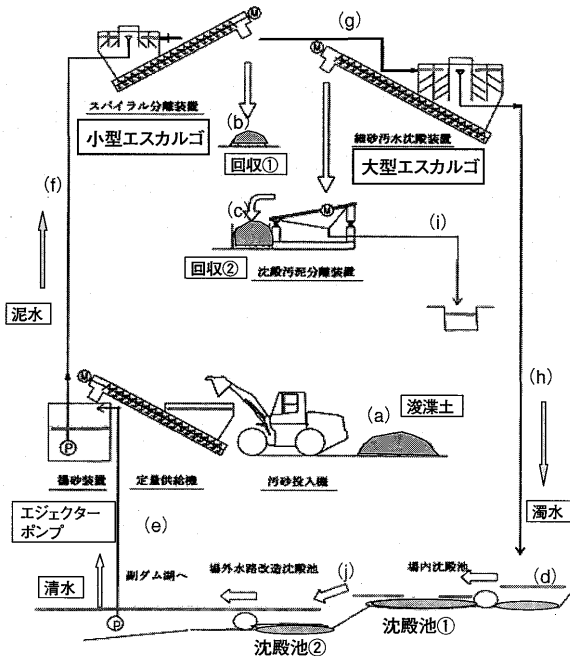 (g)
M
M
スパイラル分離装置
小型エスカルゴ
(b)
回収①
細砂汚水沈殿装置
大型エスカルゴ
(f)
(c)
M
(i)
回収②
沈殿汚泥分離装置
泥水
(h)
M
(a)
浚渫土
P
揚砂装置
定量供給機
汚砂投入機
エジェクター
ポンプ
(e)
濁水
清水
副ダム湖へ
場外水路改造沈殿池
(j)
場内沈殿池
(d)
P
沈殿池①
沈殿池②